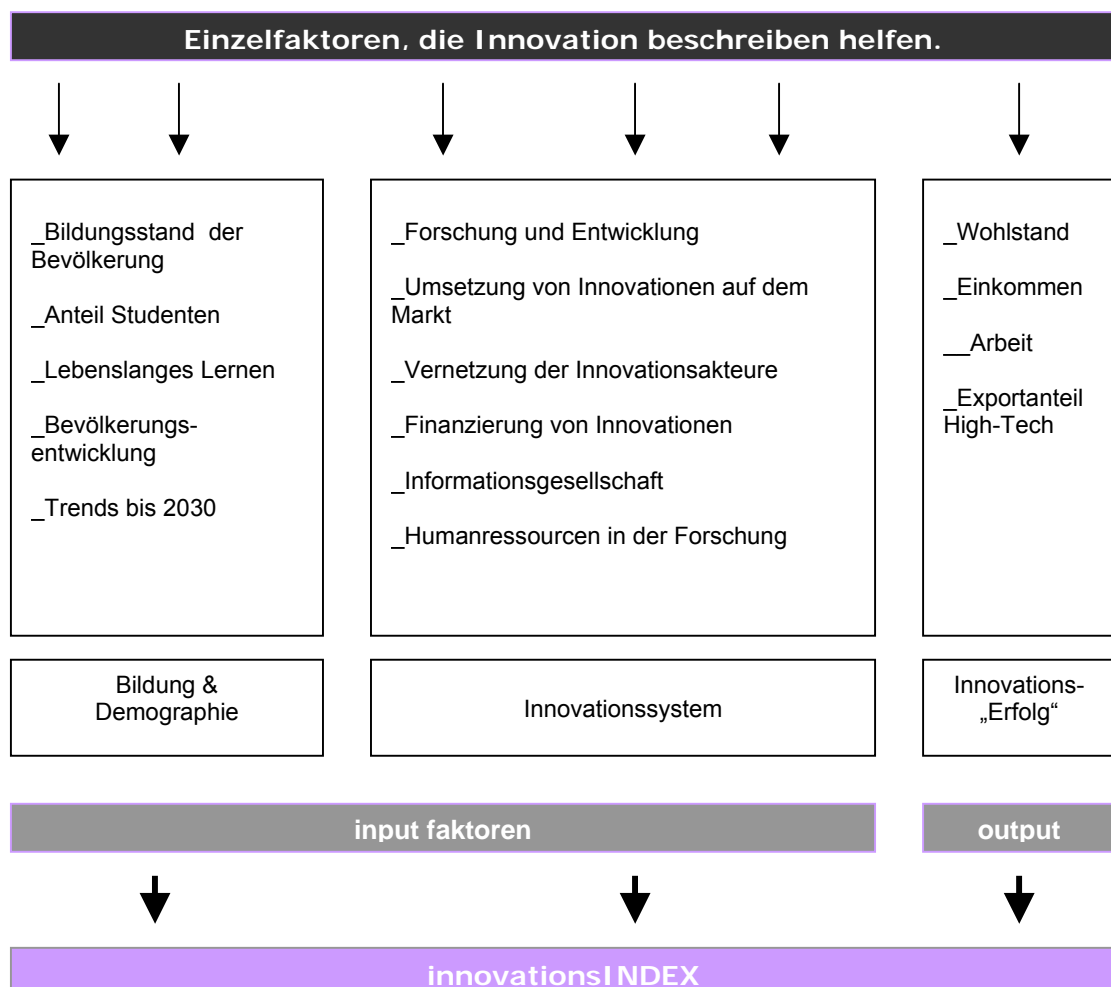 Einzelfaktoren, die Innovation beschreiben helfen.
_Bildungsstand der
Bevölkerung
_Anteil Studenten
_Lebenslanges Lernen
_Bevölkerungs-
entwicklung
_Trends bis 2030
_Forschung und Entwicklung
_Umsetzung von Innovationen auf dem
Markt
_Vernetzung der Innovationsakteure
_Finanzierung von Innovationen
_Informationsgesellschaft
_Humanressourcen in der Forschung
_Wohlstand
_Einkommen
__Arbeit
_Exportanteil
High-Tech
Bildung &
Demographie
Innovationssystem
Innovations-
„Erfolg“
input faktoren
output
innovationsINDEX